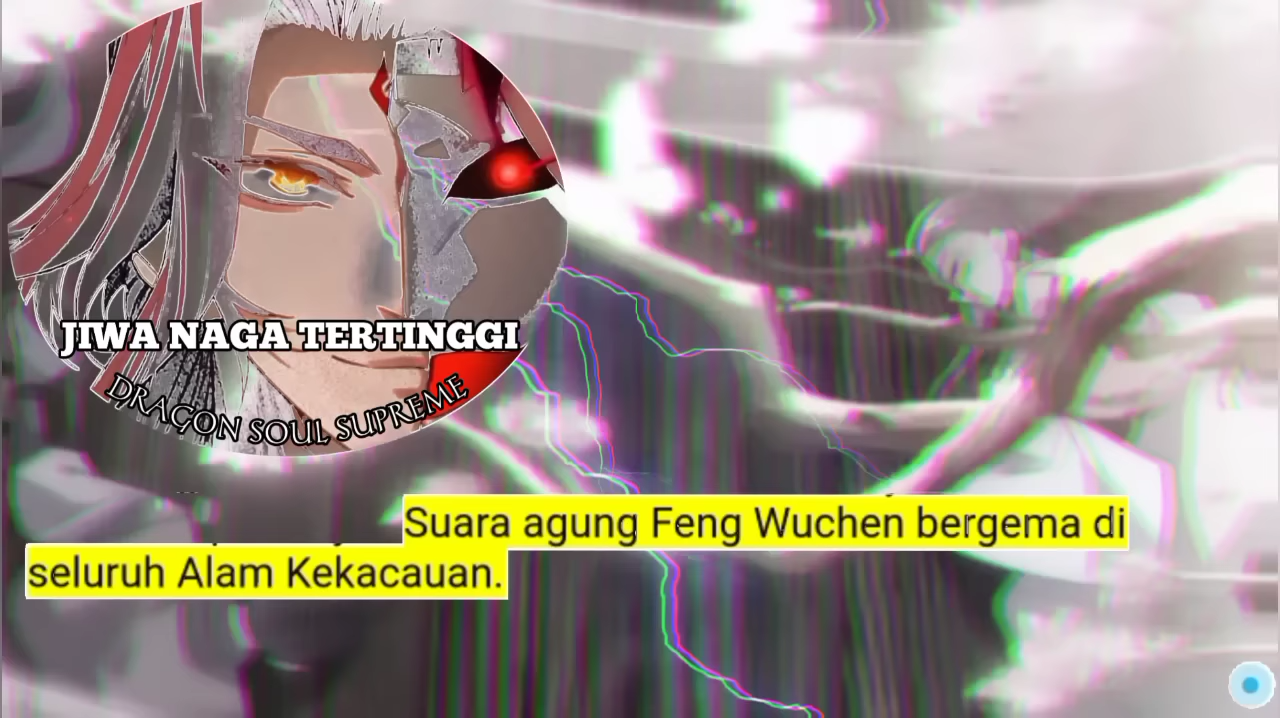 JIWA NAGA TERTINGGI
DRAGON SOUL SUPREME
Suara agung Feng Wuchen bergema di
seluruh Alam Kekacauan.